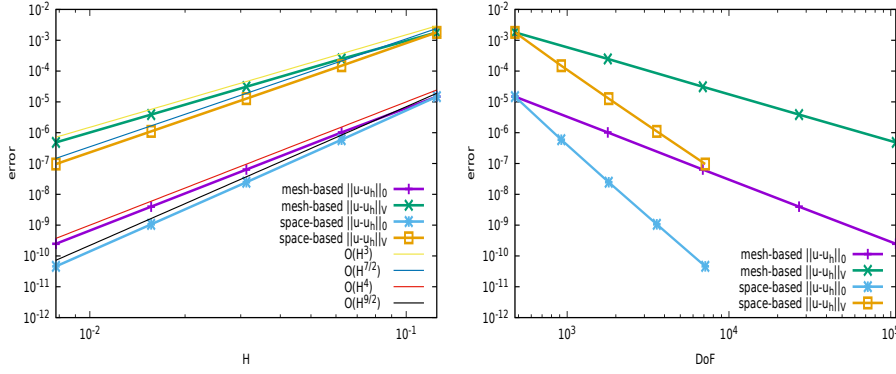 10^-2
10^-3
10^-4
10^-5
10^-6
10^-7
10^-8
10^-9
10^-10
10^-11
10^-12
error
10^-2
10^-1
H
mesh-based ||u-u_h||_0
mesh-based ||u-u_h||_V
space-based ||u-u_h||_0
space-based ||u-u_h||_V
O(H^3)
O(H^7/2)
O(H^4)
O(H^9/2)
10^-2
10^-3
10^-4
10^-5
10^-6
10^-7
10^-8
10^-9
10^-10
10^-11
10^-12
error
10^3
10^4
10^5
DoF
mesh-based ||u-u_h||_0
mesh-based ||u-u_h||_V
space-based ||u-u_h||_0
space-based ||u-u_h||_V